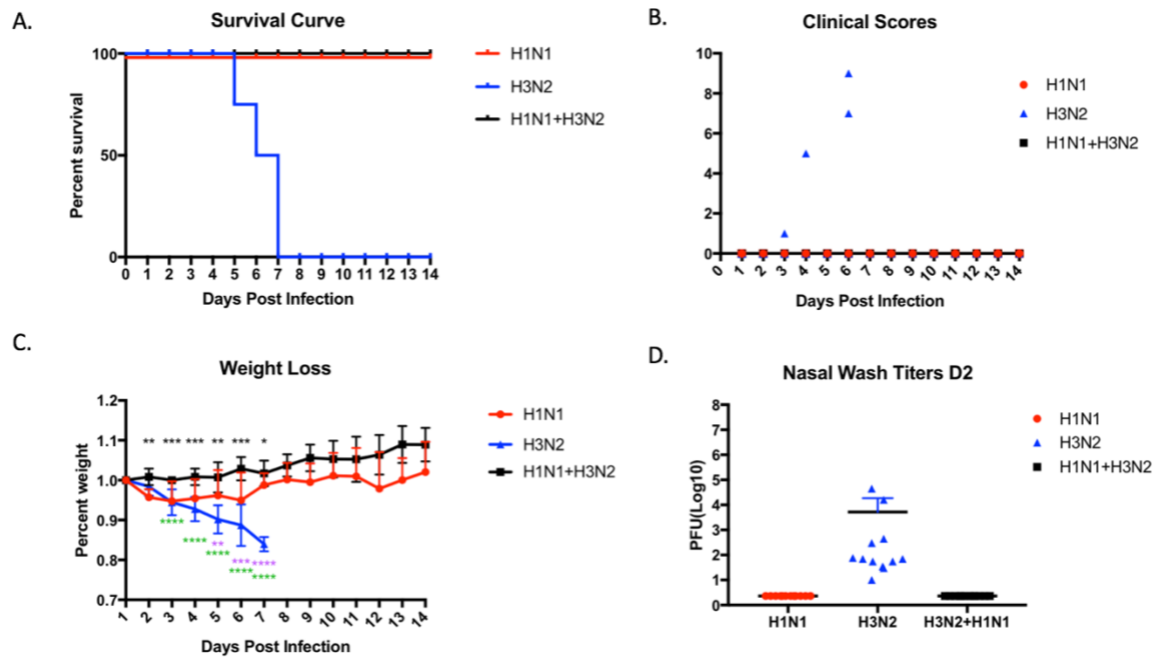 A.
Survival Curve
100
50
0
Percent survival
0 1 2 3 4 5 6 7 8 9 10 11 12 13 14
Days Post Infection
H1N1
H3N2
H1N1+H3N2
B.
Clinical Scores
10
8
6
4
2
0
0 1 2 3 4 5 6 7 8 9 10 11 12 13 14
Days Post Infection
H1N1
H3N2
H1N1+H3N2
C.
Weight Loss
1.2
1.1
1.0
0.9
0.8
0.7
Percent weight
** *** *** ** *** *
****
****
**
****
***
****
****
****
1 2 3 4 5 6 7 8 9 10 11 12 13 14
Days Post Infection
H1N1
H3N2
H1N1+H3N2
D.
Nasal Wash Titers D2
8
7
6
5
4
3
2
1
0
PFU(Log10)
H1N1 H3N2 H3N2+H1N1
H1N1
H3N2
H1N1+H3N2